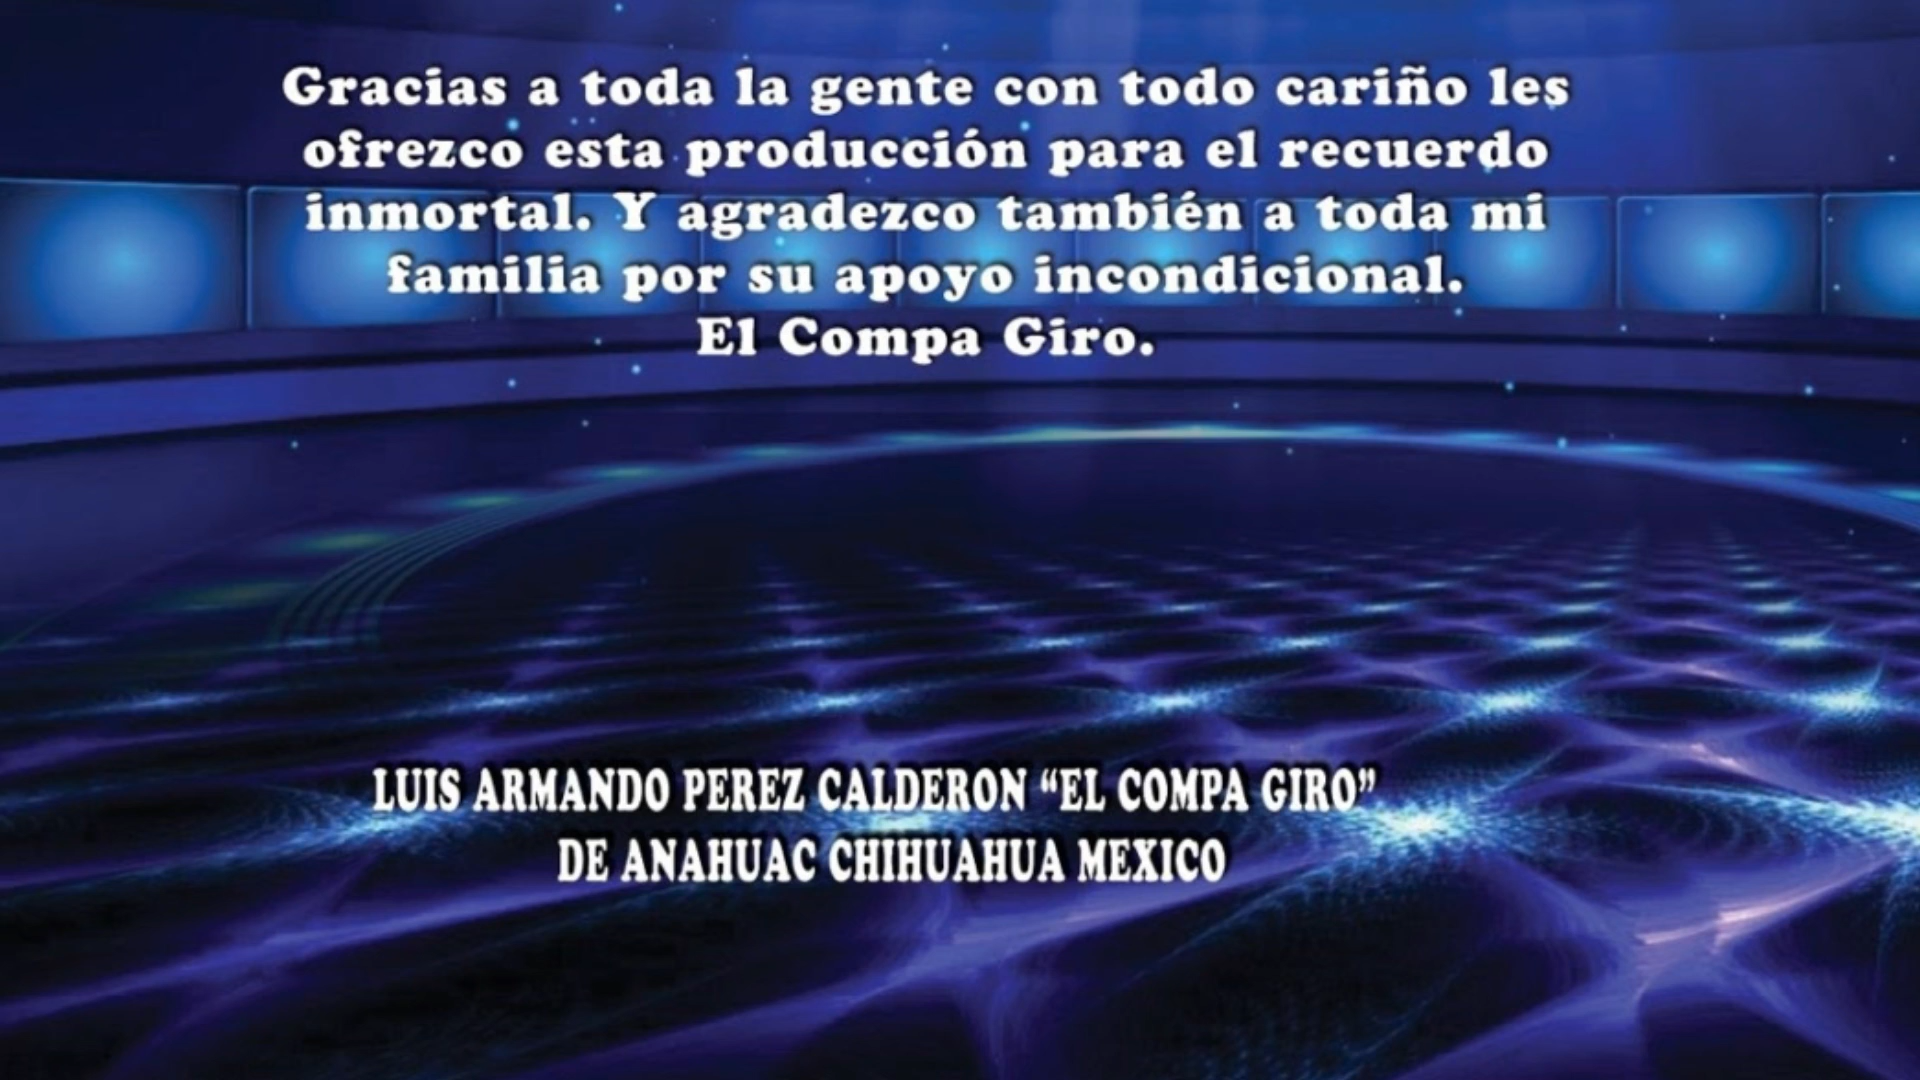 Gracias a toda la gente con todo cariño les
ofrezco esta producción para el recuerdo
inmortal. Y agradezco también a toda mi
familia por su apoyo incondicional.
El Compa Giro.
LUIS ARMANDO PEREZ CALDERON “EL COMPA GIRO”
DE ANAHUAC CHIHUAHUA MEXICO